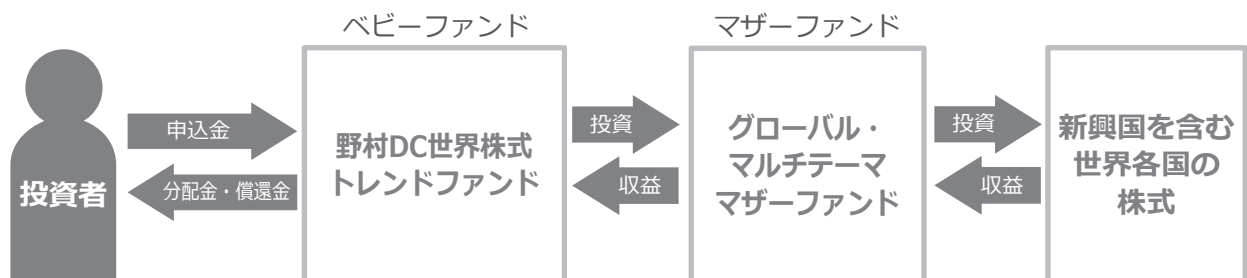 ベビーファンド
マザーファンド
投資者
申込金
分配金・償還金
野村DC世界株式
トレンドファンド
投資
収益
グローバル・
マルチテーマ
マザーファンド
投資
収益
新興国を含む
世界各国の
株式